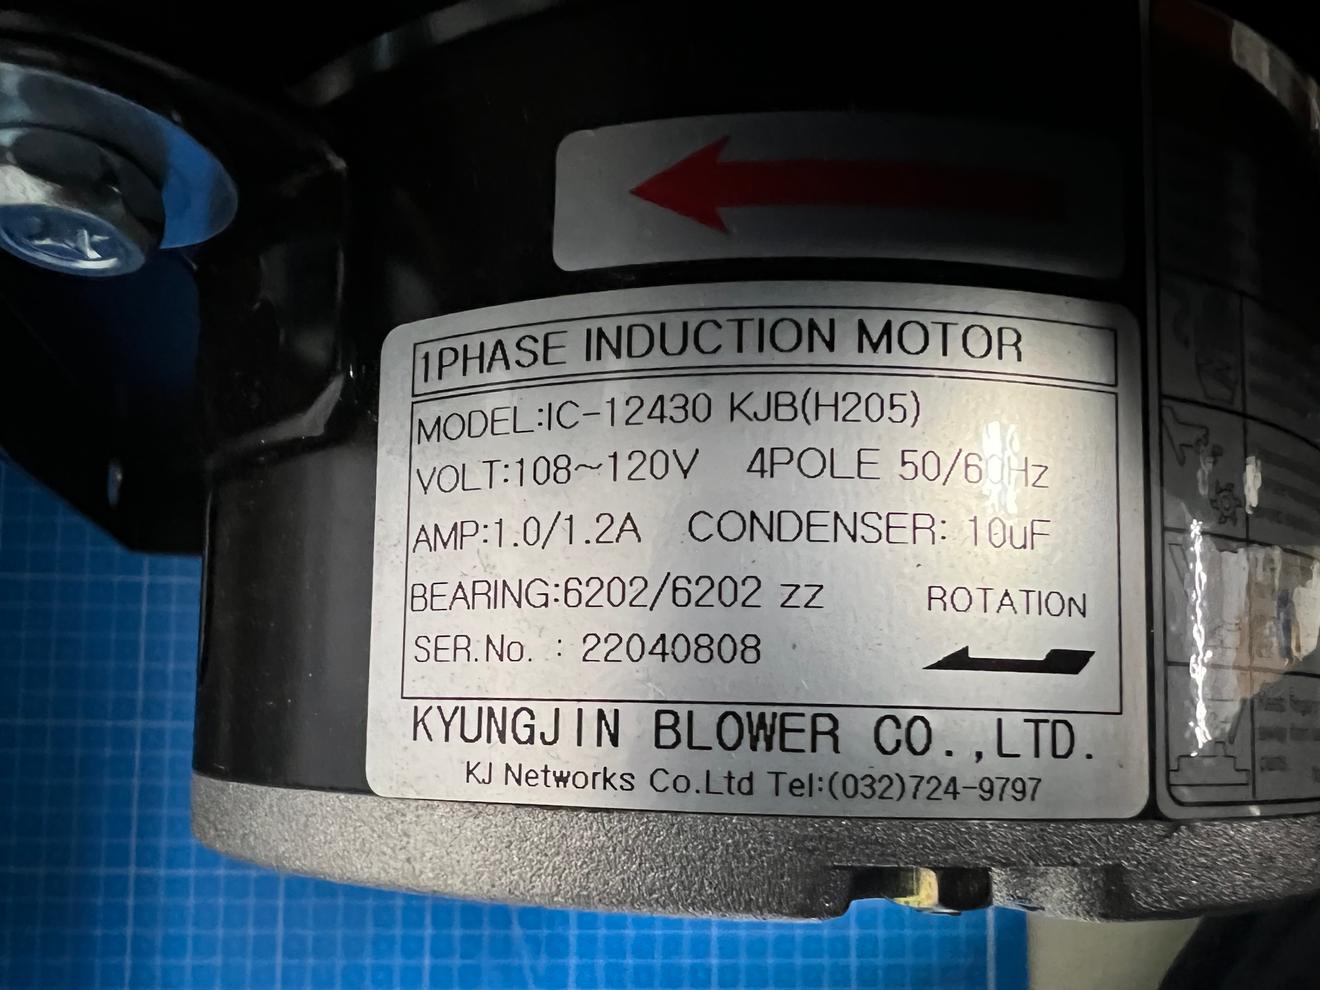 1PHASE INDUCTION MOTOR
MODEL:IC-12430 KJB(H205)
VOLT:108~120V 4POLE 50/60Hz
AMP:1.0/1.2A CONDENSER: 10uF
BEARING:6202/6202 ZZ ROTATION
SER.No. : 22040808
KYUNGJIN BLOWER CO.,LTD.
KJ Networks Co.Ltd Tel:(032)724-9797